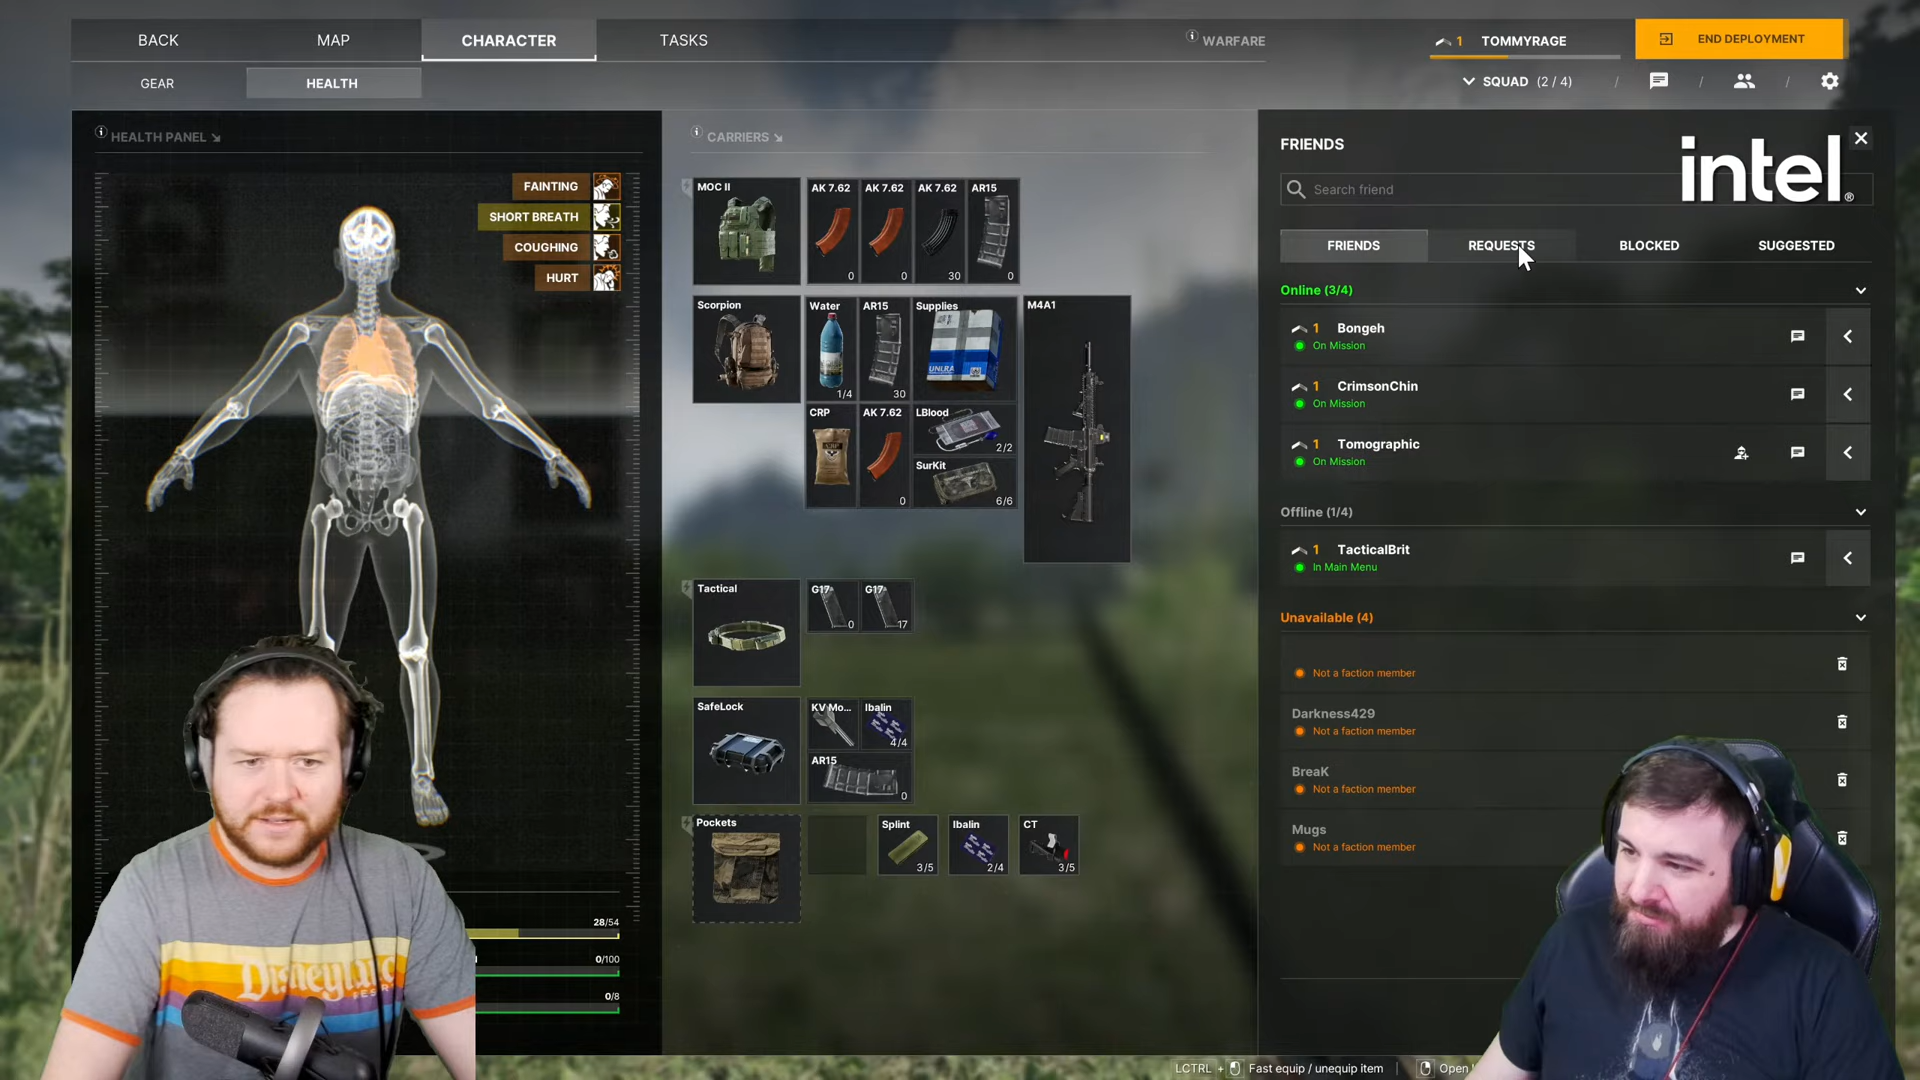 BACK
MAP
CHARACTER
TASKS
WARFARE
1 TOMMYRAGE
END DEPLOYMENT
GEAR
HEALTH
SQUAD (2 / 4)
HEALTH PANEL
FAINTING
SHORT BREATH
COUGHING
HURT
28/54
0/100
0/8
CARRIERS
MOC II
AK 7.62
0
AK 7.62
0
AK 7.62
30
AR15
0
Scorpion
Water
1/4
AR15
30
Supplies
UNLRA
M4A1
CRP
AK 7.62
0
LBlood
2/2
SurKit
6/6
Tactical
G17
0
G17
17
SafeLock
KV Mo...
Ibalin
4/4
AR15
0
Pockets
Splint
3/5
Ibalin
2/4
CT
3/5
FRIENDS
intel
Search friend
FRIENDS
REQUESTS
BLOCKED
SUGGESTED
Online (3/4)
1 Bongeh
On Mission
1 CrimsonChin
On Mission
1 Tomographic
On Mission
Offline (1/4)
1 TacticalBrit
In Main Menu
Unavailable (4)
Not a faction member
Darkness429
Not a faction member
BreaK
Not a faction member
Mugs
Not a faction member
Disneyland
LCTRL + Fast equip / unequip item
Open